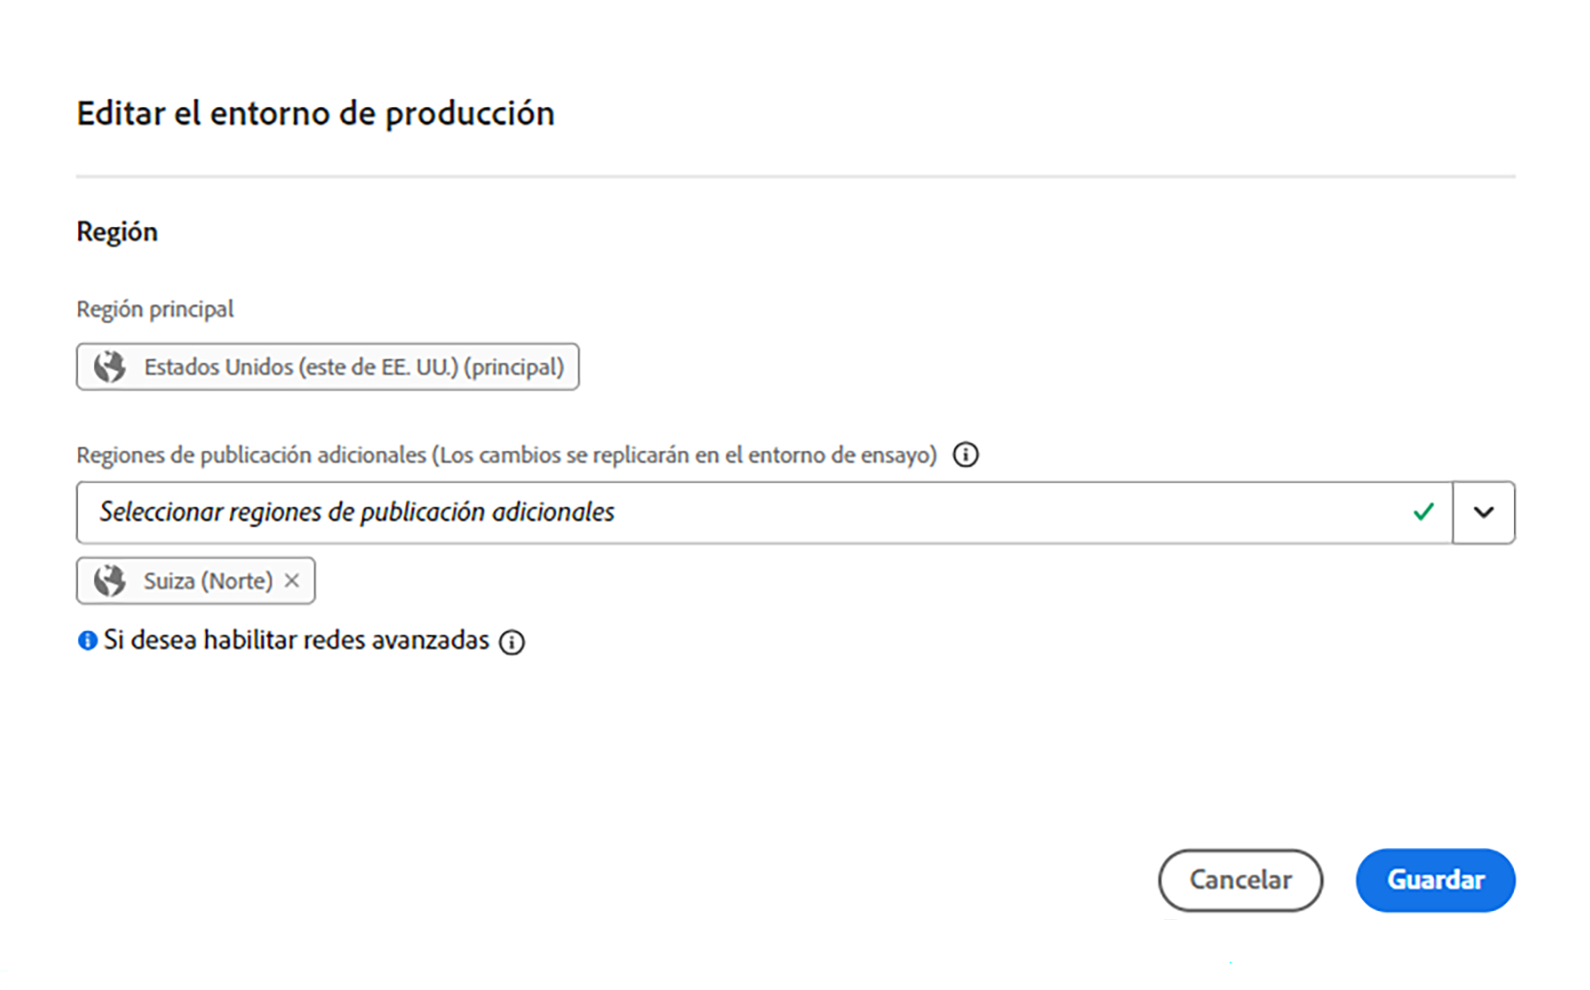 Editar el entorno de producción
Región
Región principal
Estados Unidos (este de EE. UU.) (principal)
Regiones de publicación adicionales (Los cambios se replicarán en el entorno de ensayo)
Seleccionar regiones de publicación adicionales
Suiza (Norte)
Si desea habilitar redes avanzadas
Cancelar
Guardar